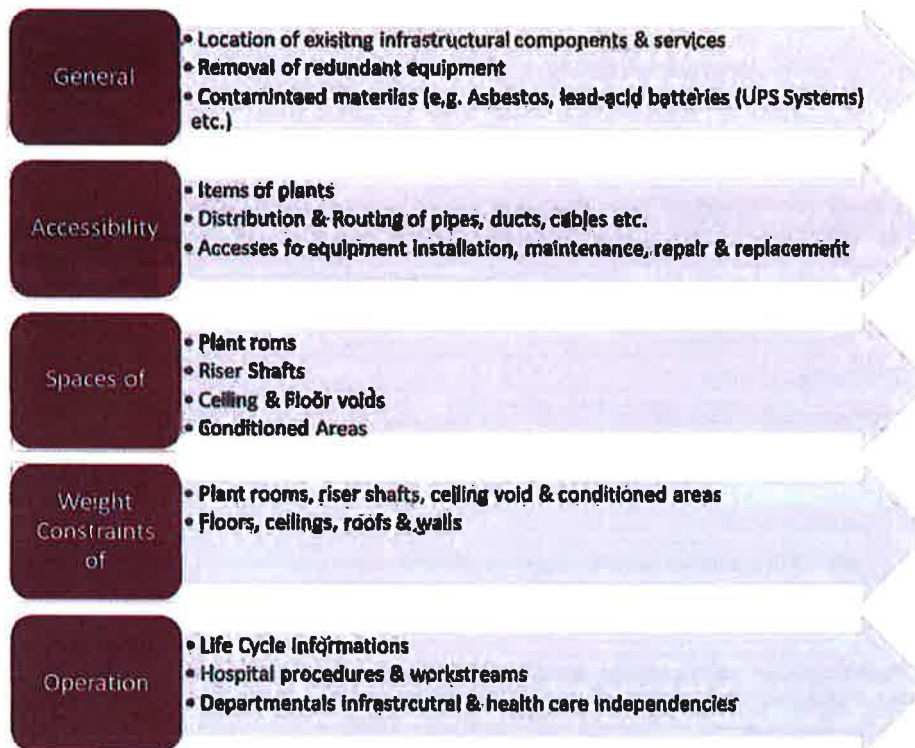 General
• Location of exisitng infrastructural components & services
• Removal of redundant equipment
• Contaminteed materilas (e,g. Asbestos, lead-acid batteries (UPS Systems)
etc.)
Accessibility
• Items of plants
• Distribution & Routing of pipes, ducts, cables etc.
• Accesses fo equipment installation, maintenance, repair & replacement
Spaces of
• Plant roms
• Riser Shafts
• Ceiling & Floor voids
• Conditioned Areas
Weight
Constraints
of
• Plant rooms, riser shafts, ceiling void & conditioned areas
• Floors, ceilings, roofs & walls
Operation
• Life Cycle Informations
• Hospital procedures & workstreams
• Departmentals infrastrcutral & health care independencies